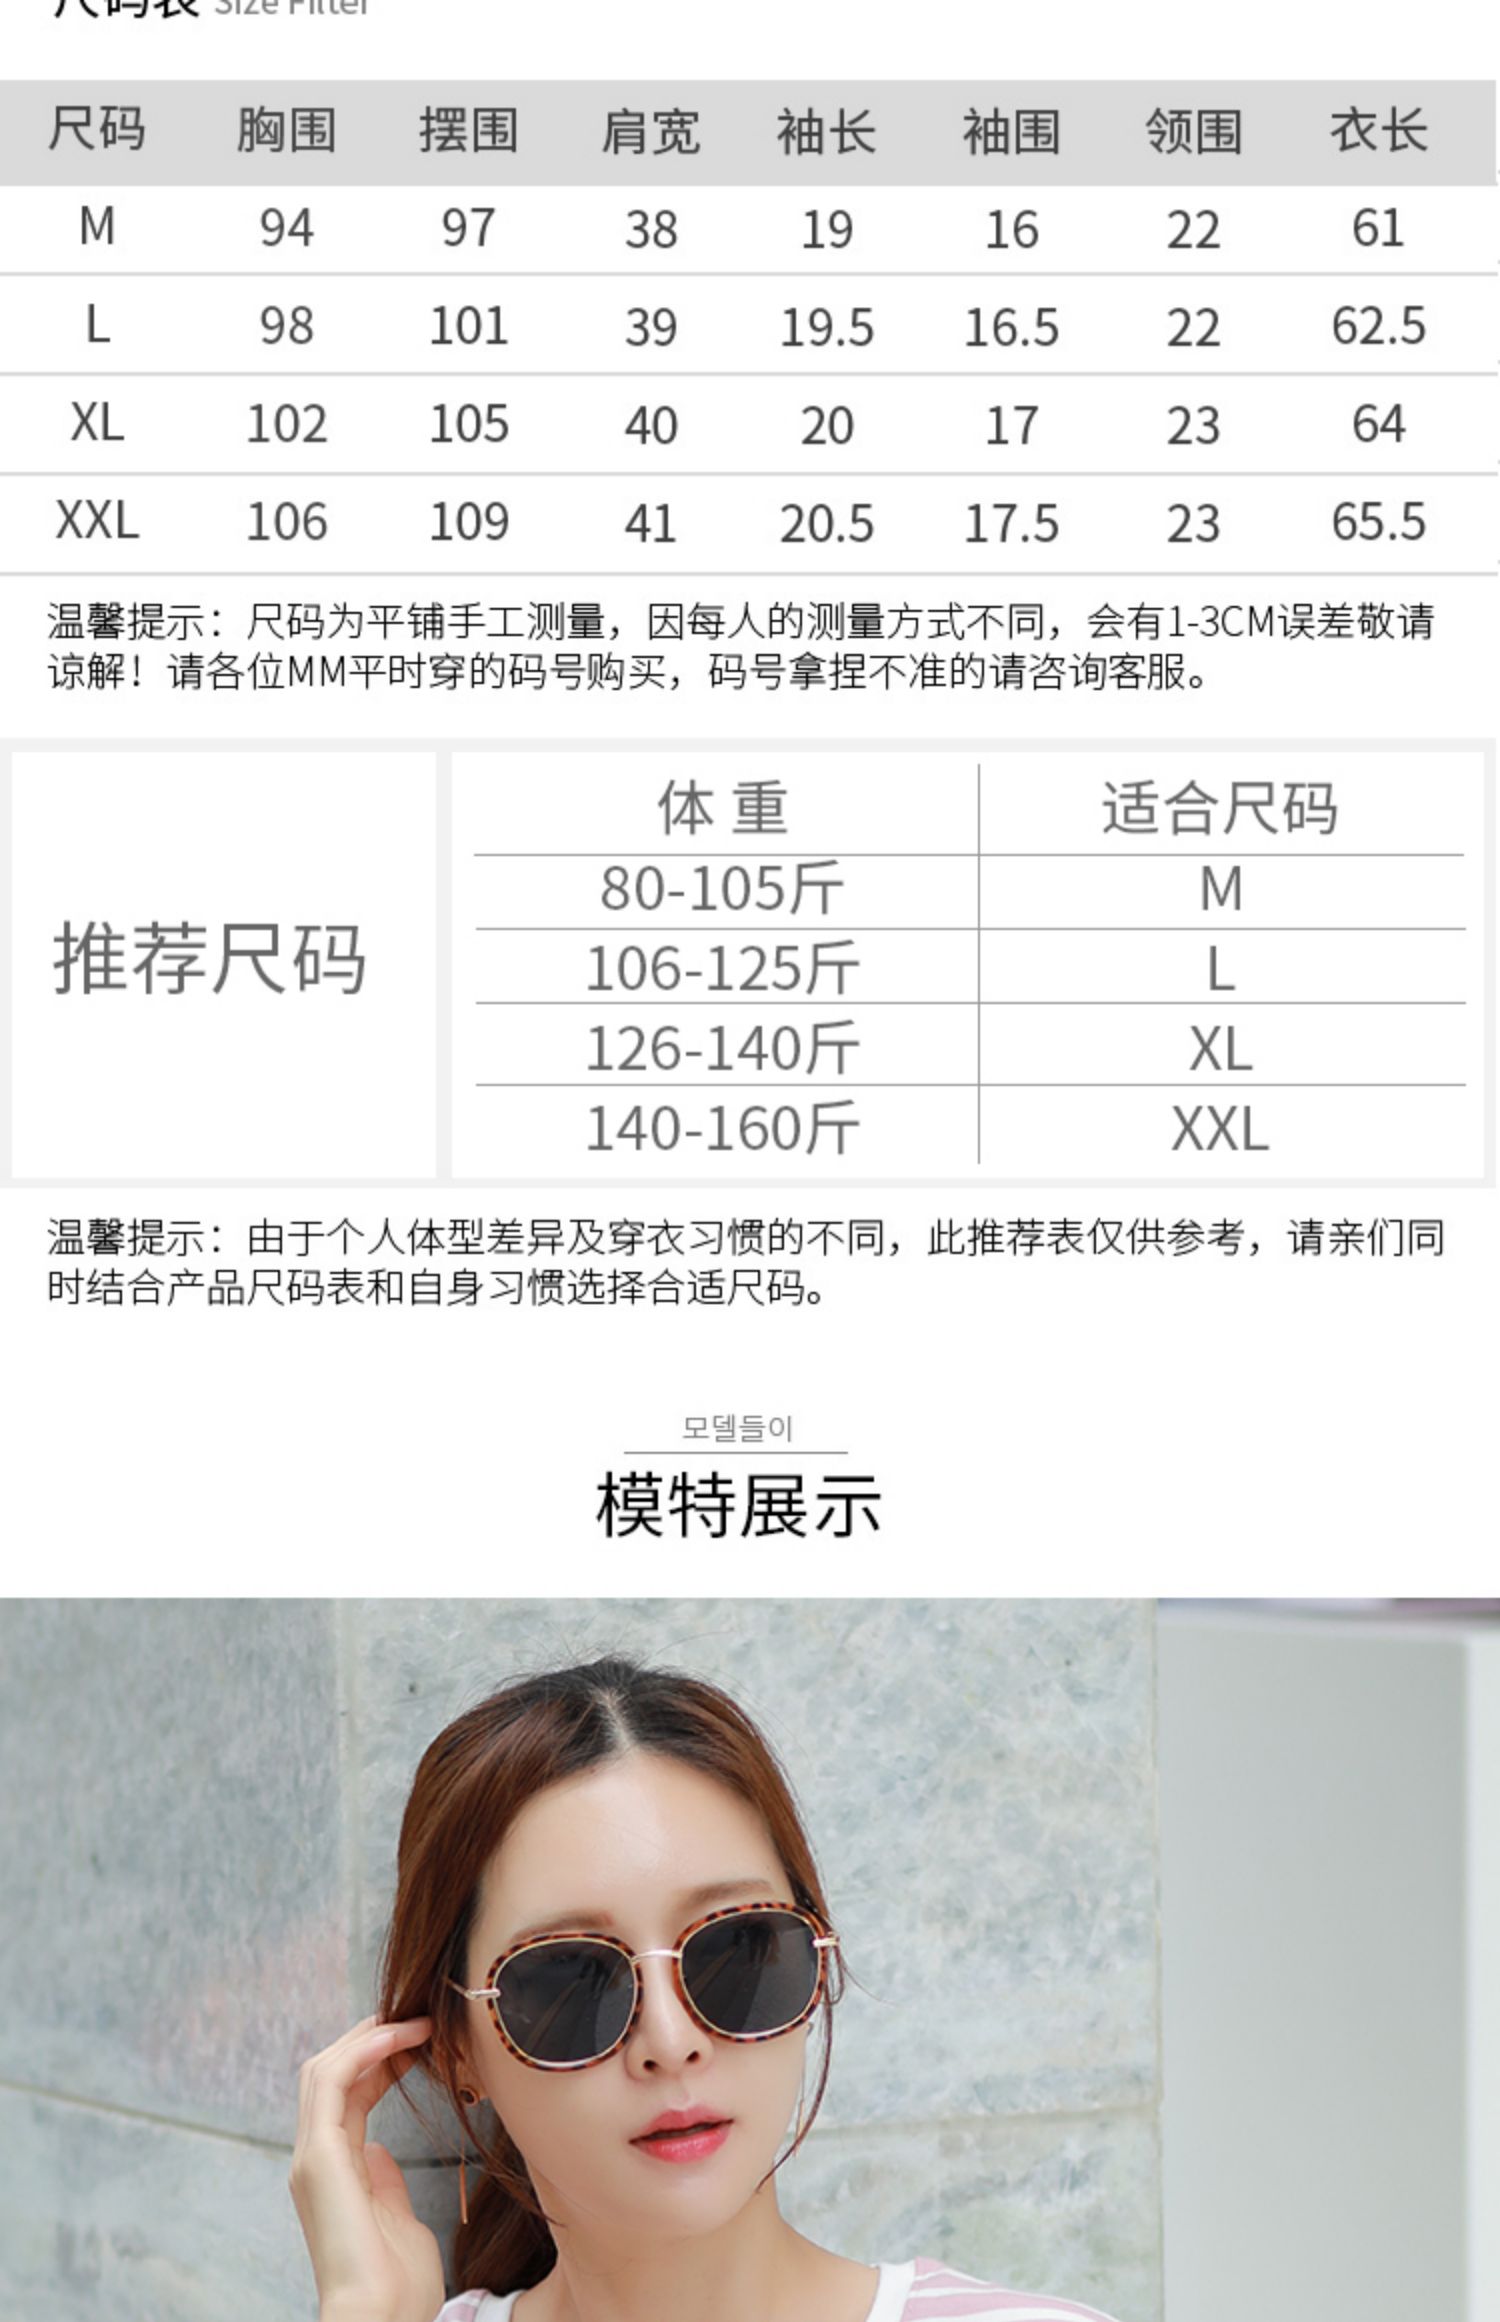 尺码表 Size Filter
尺码 胸围 摆围 肩宽 袖长 袖围 领围 衣长
M 94 97 38 19 16 22 61
L 98 101 39 19.5 16.5 22 62.5
XL 102 105 40 20 17 23 64
XXL 106 109 41 20.5 17.5 23 65.5
温馨提示：尺码为平铺手工测量，因每人的测量方式不同，会有1-3CM误差敬请
谅解！请各位MM平时穿的码号购买，码号拿捏不准的请咨询客服。
推荐尺码
体 重 适合尺码
80-105斤 M
106-125斤 L
126-140斤 XL
140-160斤 XXL
温馨提示：由于个人体型差异及穿衣习惯的不同，此推荐表仅供参考，请亲们同
时结合产品尺码表和自身习惯选择合适尺码。
모델들이
模特展示